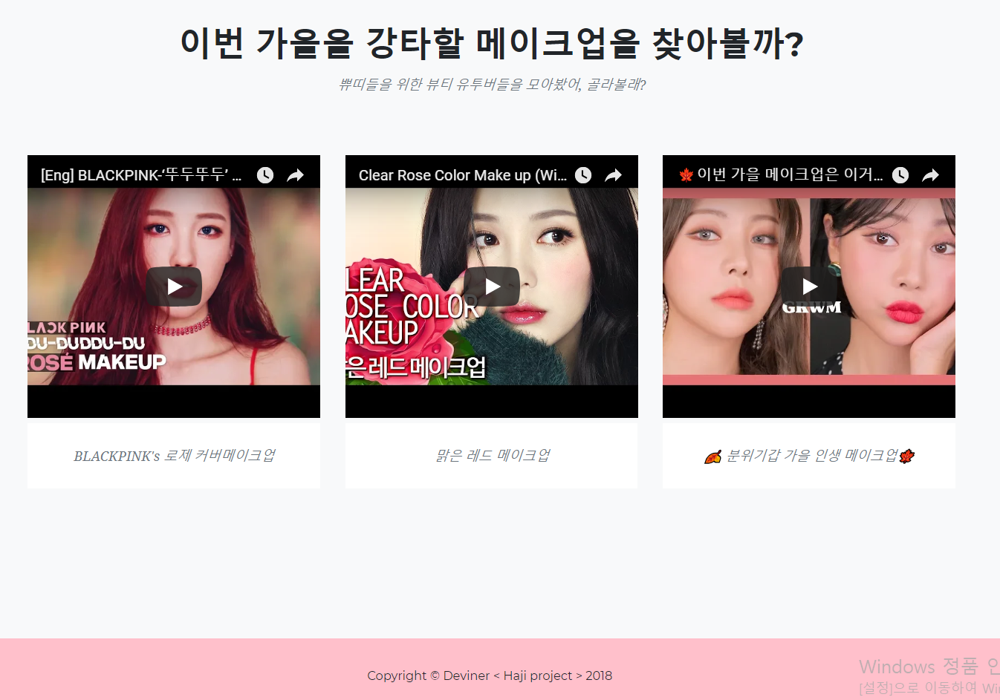 이번 가을을 강타할 메이크업을 찾아볼까?
쀼띠들을 위한 뷰티 유투버들을 모아봤어, 골라볼래?
[Eng] BLACKPINK-‘뚜두뚜두’ ...
LACKPINK
DU-DUDDU-DU
ROSÉ MAKEUP
BLACKPINK's 로제 커버메이크업
Clear Rose Color Make up (Wi...
LEAR
OSE COLOR
AKEUP
은 레드 메이크업
맑은 레드 메이크업
🍁 이번 가을 메이크업은 이거...
GRWM
🍂 분위기갑 가을 인생 메이크업🍁
Copyright © Deviner < Haji project > 2018
Windows 정품 인
[설정]으로 이동하여 Wi